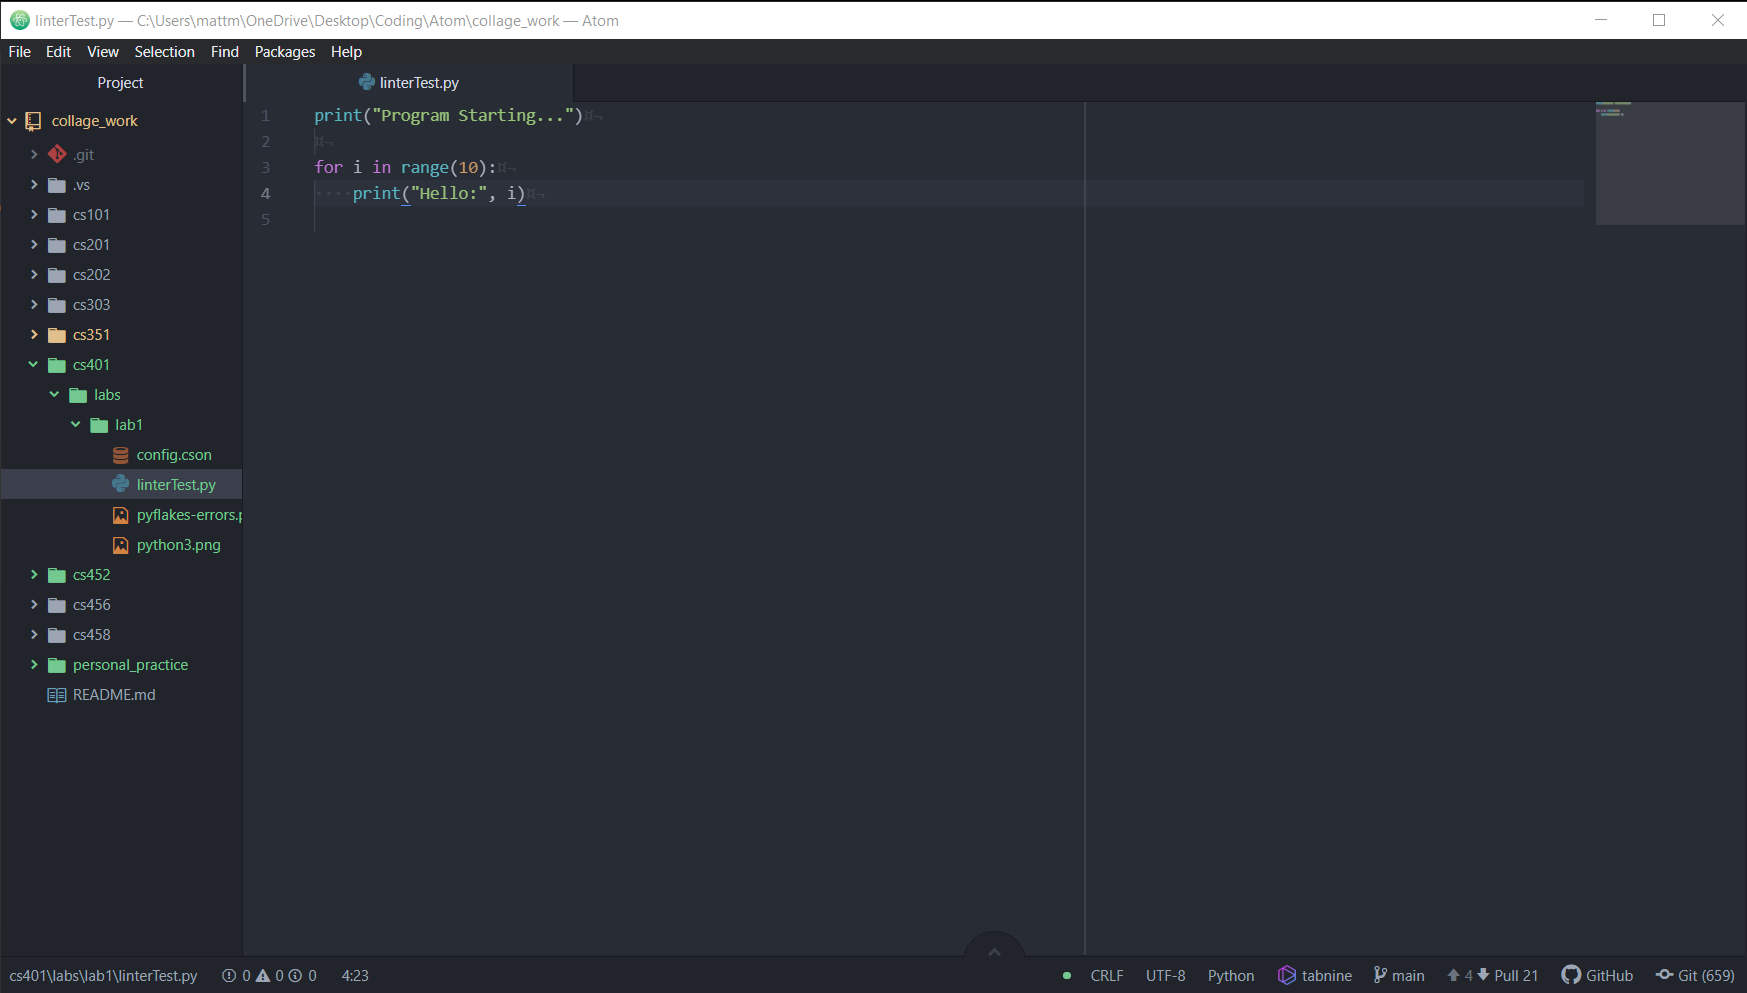 linterTest.py — C:\Users\mattm\OneDrive\Desktop\Coding\Atom\collage_work — Atom
File Edit View Selection Find Packages Help
Project
linterTest.py
collage_work
.git
.vs
cs101
cs201
cs202
cs303
cs351
cs401
labs
lab1
config.cson
linterTest.py
pyflakes-errors.p
python3.png
cs452
cs456
cs458
personal_practice
README.md
1 print("Program Starting...")¤¬
2 ¤¬
3 for i in range(10):¤¬
4 ····print("Hello:", i)¤¬
5
cs401\labs\lab1\linterTest.py 0 0 0 4:23 CRLF UTF-8 Python tabnine main 4 Pull 21 GitHub Git (659)